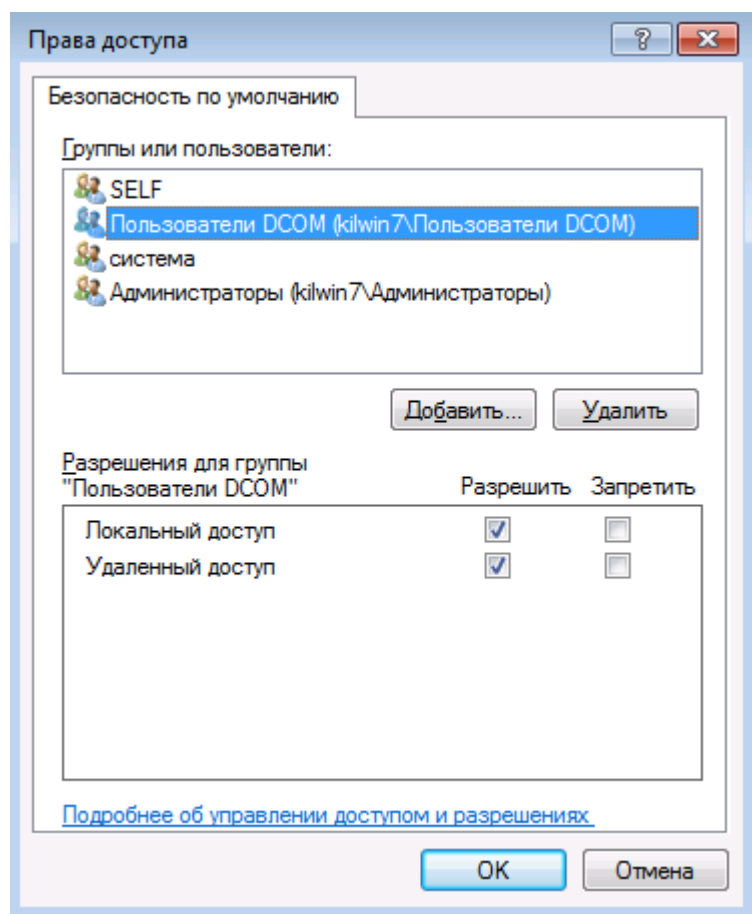 Права доступа
Безопасность по умолчанию
Группы или пользователи:
SELF
Пользователи DCOM (kilwin7\Пользователи DCOM)
система
Администраторы (kilwin7\Администраторы)
Добавить...
Удалить
Разрешения для группы
"Пользователи DCOM"
Разрешить
Запретить
Локальный доступ
Удаленный доступ
Подробнее об управлении доступом и разрешениях
OK
Отмена